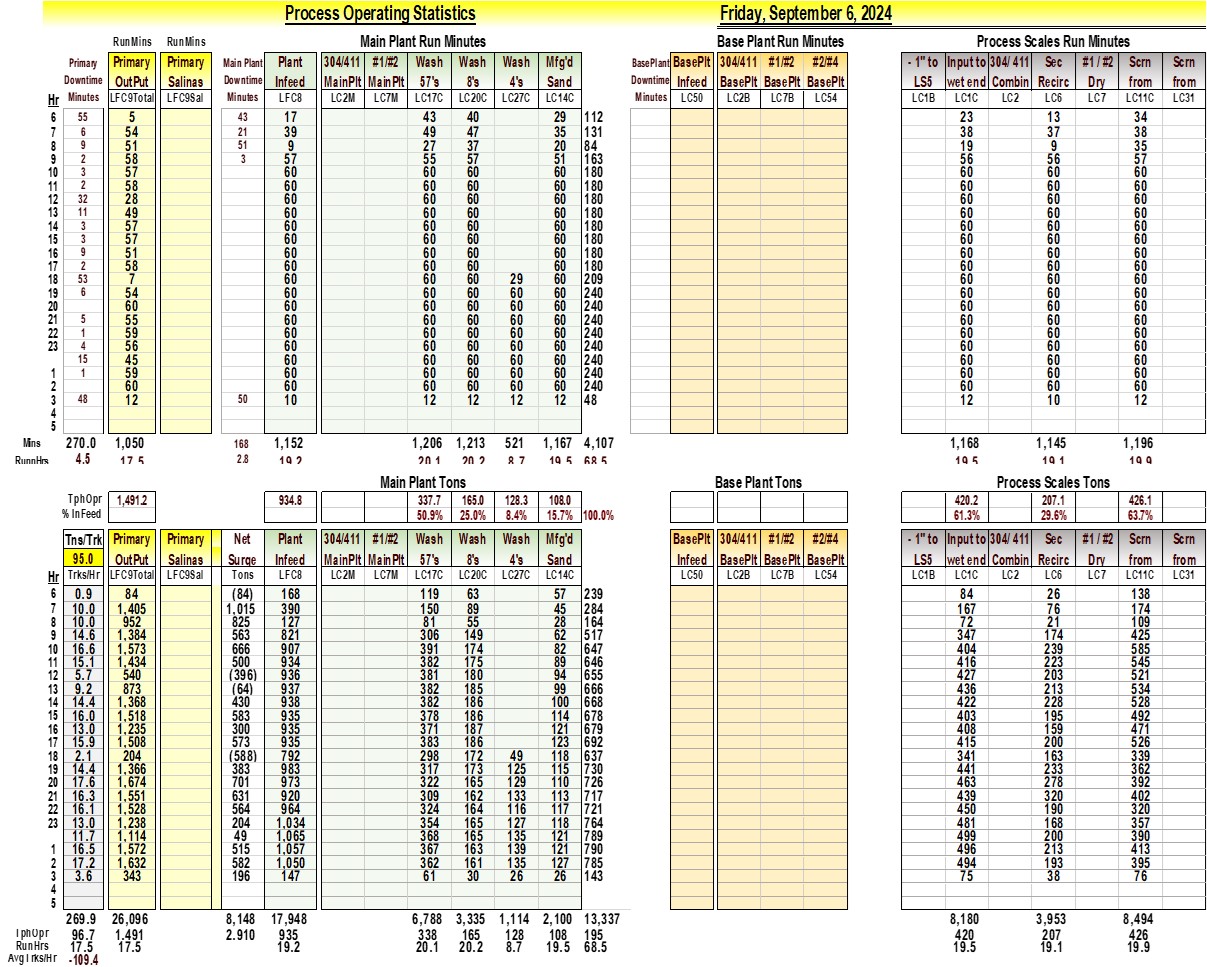 Process Operating Statistics Friday, September 6, 2024
RunMins RunMins Main Plant Run Minutes Base Plant Run Minutes Process Scales Run Minutes
Primary Primary Primary Main Plant Plant 304/411 #1/#2 Wash Wash Wash Mfg'd BasePlant BasePlt 304/411 #1/#2 #2/#4 - 1" to Input to 304/ 411 Sec #1 / #2 Scrn Scrn
Downtime OutPut Salinas Downtime Infeed MainPlt MainPlt 57's 8's 4's Sand Downtime Infeed BasePlt BasePlt BasePlt LS5 wet end Combin Recirc Dry from from
Hr Minutes LFC9Total LFC9Sal Minutes LFC8 LC2M LC7M LC17C LC20C LC27C LC14C Minutes LC50 LC2B LC7B LC54 LC1B LC1C LC2 LC6 LC7 LC11C LC31
6 55 5 43 17 43 40 29 112 23 13 34
7 6 54 21 39 49 47 35 131 38 37 38
8 9 51 51 9 27 37 20 84 19 9 35
9 2 58 3 57 55 57 51 163 56 56 57
10 3 57 60 60 60 60 180 60 60 60
11 2 58 60 60 60 60 180 60 60 60
12 32 28 60 60 60 60 180 60 60 60
13 11 49 60 60 60 60 180 60 60 60
14 3 57 60 60 60 60 180 60 60 60
15 3 57 60 60 60 60 180 60 60 60
16 9 51 60 60 60 60 180 60 60 60
17 2 58 60 60 60 60 180 60 60 60
18 53 7 60 60 60 29 60 209 60 60 60
19 6 54 60 60 60 60 60 240 60 60 60
20 60 60 60 60 60 60 240 60 60 60
21 5 55 60 60 60 60 60 240 60 60 60
22 1 59 60 60 60 60 60 240 60 60 60
23 4 56 60 60 60 60 60 240 60 60 60
15 45 60 60 60 60 60 240 60 60 60
1 1 59 60 60 60 60 60 240 60 60 60
2 60 60 60 60 60 60 240 60 60 60
3 48 12 50 10 12 12 12 12 48 12 10 12
4
5
Mins 270.0 1,050 168 1,152 1,206 1,213 521 1,167 4,107 1,168 1,145 1,196
RunnHrs 4.5 17.5 2.8 19.2 20.1 20.2 8.7 19.5 68.5 19.5 19.1 19.9
Main Plant Tons Base Plant Tons Process Scales Tons
TphOpr 1,491.2 934.8 337.7 165.0 128.3 108.0 420.2 207.1 426.1
% InFeed 50.9% 25.0% 8.4% 15.7% 100.0% 61.3% 29.6% 63.7%
Tns/Trk Primary Primary Net Plant 304/411 #1/#2 Wash Wash Wash Mfg'd BasePlt 304/411 #1/#2 #2/#4 - 1" to Input to 304/ 411 Sec #1 / #2 Scrn Scrn
95.0 OutPut Salinas Surge Infeed MainPlt MainPlt 57's 8's 4's Sand Infeed BasePlt BasePlt BasePlt LS5 wet end Combin Recirc Dry from from
Hr Trks/Hr LFC9Total LFC9Sal Tons LFC8 LC2M LC7M LC17C LC20C LC27C LC14C LC50 LC2B LC7B LC54 LC1B LC1C LC2 LC6 LC7 LC11C LC31
6 0.9 84 (84) 168 119 63 57 239 84 26 138
7 10.0 1,405 1,015 390 150 89 45 284 167 76 174
8 10.0 952 825 127 81 55 28 164 72 21 109
9 14.6 1,384 563 821 306 149 62 517 347 174 425
10 16.6 1,573 666 907 391 174 82 647 404 239 585
11 15.1 1,434 500 934 382 175 89 646 416 223 545
12 5.7 540 (396) 936 381 180 94 655 427 203 521
13 9.2 873 (64) 937 382 185 99 666 436 213 534
14 14.4 1,368 430 938 382 186 100 668 422 228 528
15 16.0 1,518 583 935 378 186 114 678 403 195 492
16 13.0 1,235 300 935 371 187 121 679 408 159 471
17 15.9 1,508 573 935 383 186 123 692 415 200 526
18 2.1 204 (588) 792 298 172 49 118 637 341 163 339
19 14.4 1,366 383 983 317 173 125 115 730 441 233 362
20 17.6 1,674 701 973 322 165 129 110 726 463 278 392
21 16.3 1,551 631 920 309 162 133 113 717 439 320 402
22 16.1 1,528 564 964 324 164 116 117 721 450 190 320
23 13.0 1,238 204 1,034 354 165 127 118 764 481 168 357
11.7 1,114 49 1,065 368 165 135 121 789 499 200 390
1 16.5 1,572 515 1,057 367 163 139 121 790 496 213 413
2 17.2 1,632 582 1,050 362 161 135 127 785 494 193 395
3 3.6 343 196 147 61 30 26 26 143 75 38 76
4
5
269.9 26,096 8,148 17,948 6,788 3,335 1,114 2,100 13,337 8,180 3,953 8,494
TphOpr 96.7 1,491 2.910 935 338 165 128 108 195 420 207 426
RunHrs 17.5 17.5 19.2 20.1 20.2 8.7 19.5 68.5 19.5 19.1 19.9
AvgTrks/Hr -109.4